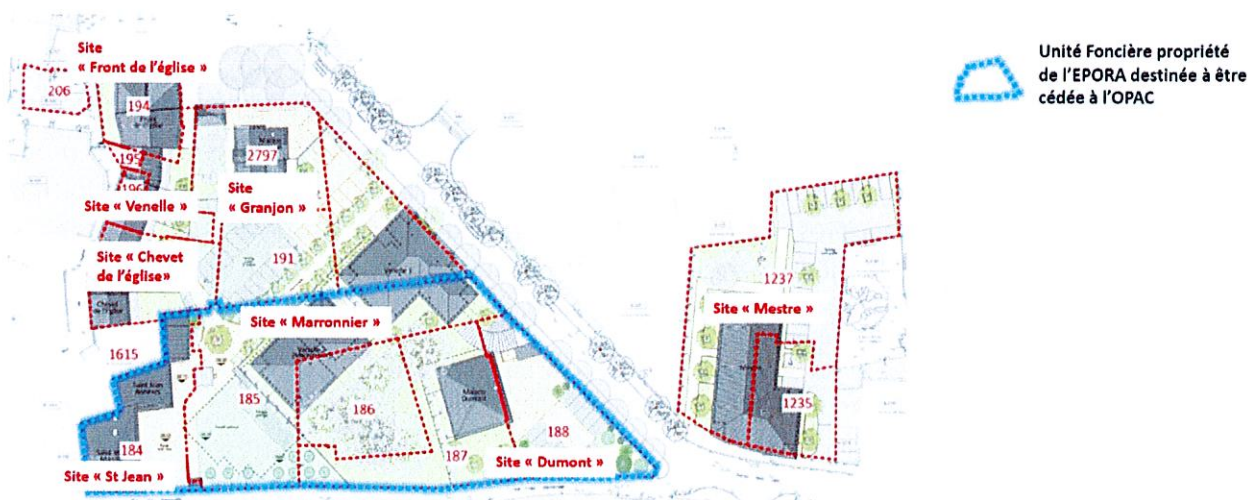 Site
« Front de l'église »
206
194
195
196
2797
Site « Venelle »
Site
« Granjon »
Site « Chevet
de l'église»
191
1615
Site « Marronnier »
185
186
184
187
188
Site « St Jean »
Site « Dumont »
Maison
Dumont
1237
Site « Mestre »
1235
Unité Foncière propriété
de l'EPORA destinée à être
cédée à l'OPAC